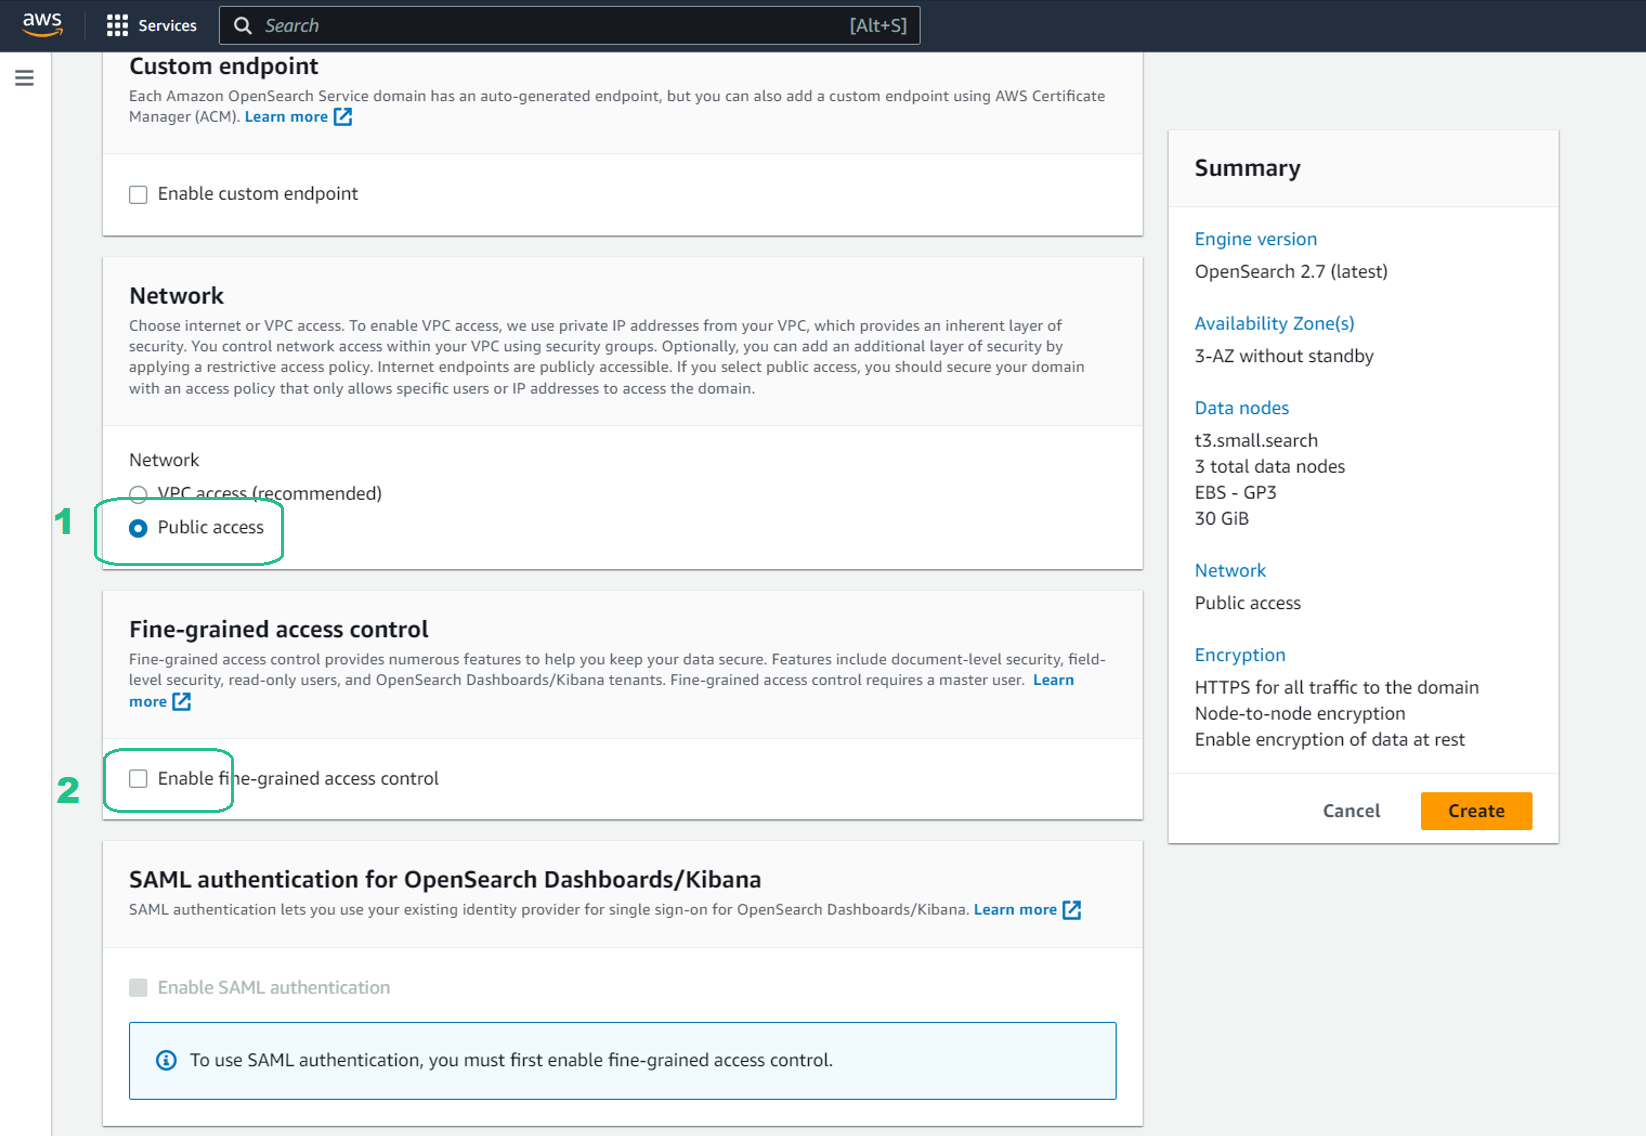 aws
Services
Search
[Alt+S]
Custom endpoint
Each Amazon OpenSearch Service domain has an auto-generated endpoint, but you can also add a custom endpoint using AWS Certificate
Manager (ACM). Learn more
Enable custom endpoint
Network
Choose internet or VPC access. To enable VPC access, we use private IP addresses from your VPC, which provides an inherent layer of
security. You control network access within your VPC using security groups. Optionally, you can add an additional layer of security by
applying a restrictive access policy. Internet endpoints are publicly accessible. If you select public access, you should secure your domain
with an access policy that only allows specific users or IP addresses to access the domain.
Network
VPC access (recommended)
1
Public access
Fine-grained access control
Fine-grained access control provides numerous features to help you keep your data secure. Features include document-level security, field-
level security, read-only users, and OpenSearch Dashboards/Kibana tenants. Fine-grained access control requires a master user. Learn
more
2
Enable fine-grained access control
SAML authentication for OpenSearch Dashboards/Kibana
SAML authentication lets you use your existing identity provider for single sign-on for OpenSearch Dashboards/Kibana. Learn more
Enable SAML authentication
To use SAML authentication, you must first enable fine-grained access control.
Summary
Engine version
OpenSearch 2.7 (latest)
Availability Zone(s)
3-AZ without standby
Data nodes
t3.small.search
3 total data nodes
EBS - GP3
30 GiB
Network
Public access
Encryption
HTTPS for all traffic to the domain
Node-to-node encryption
Enable encryption of data at rest
Cancel
Create